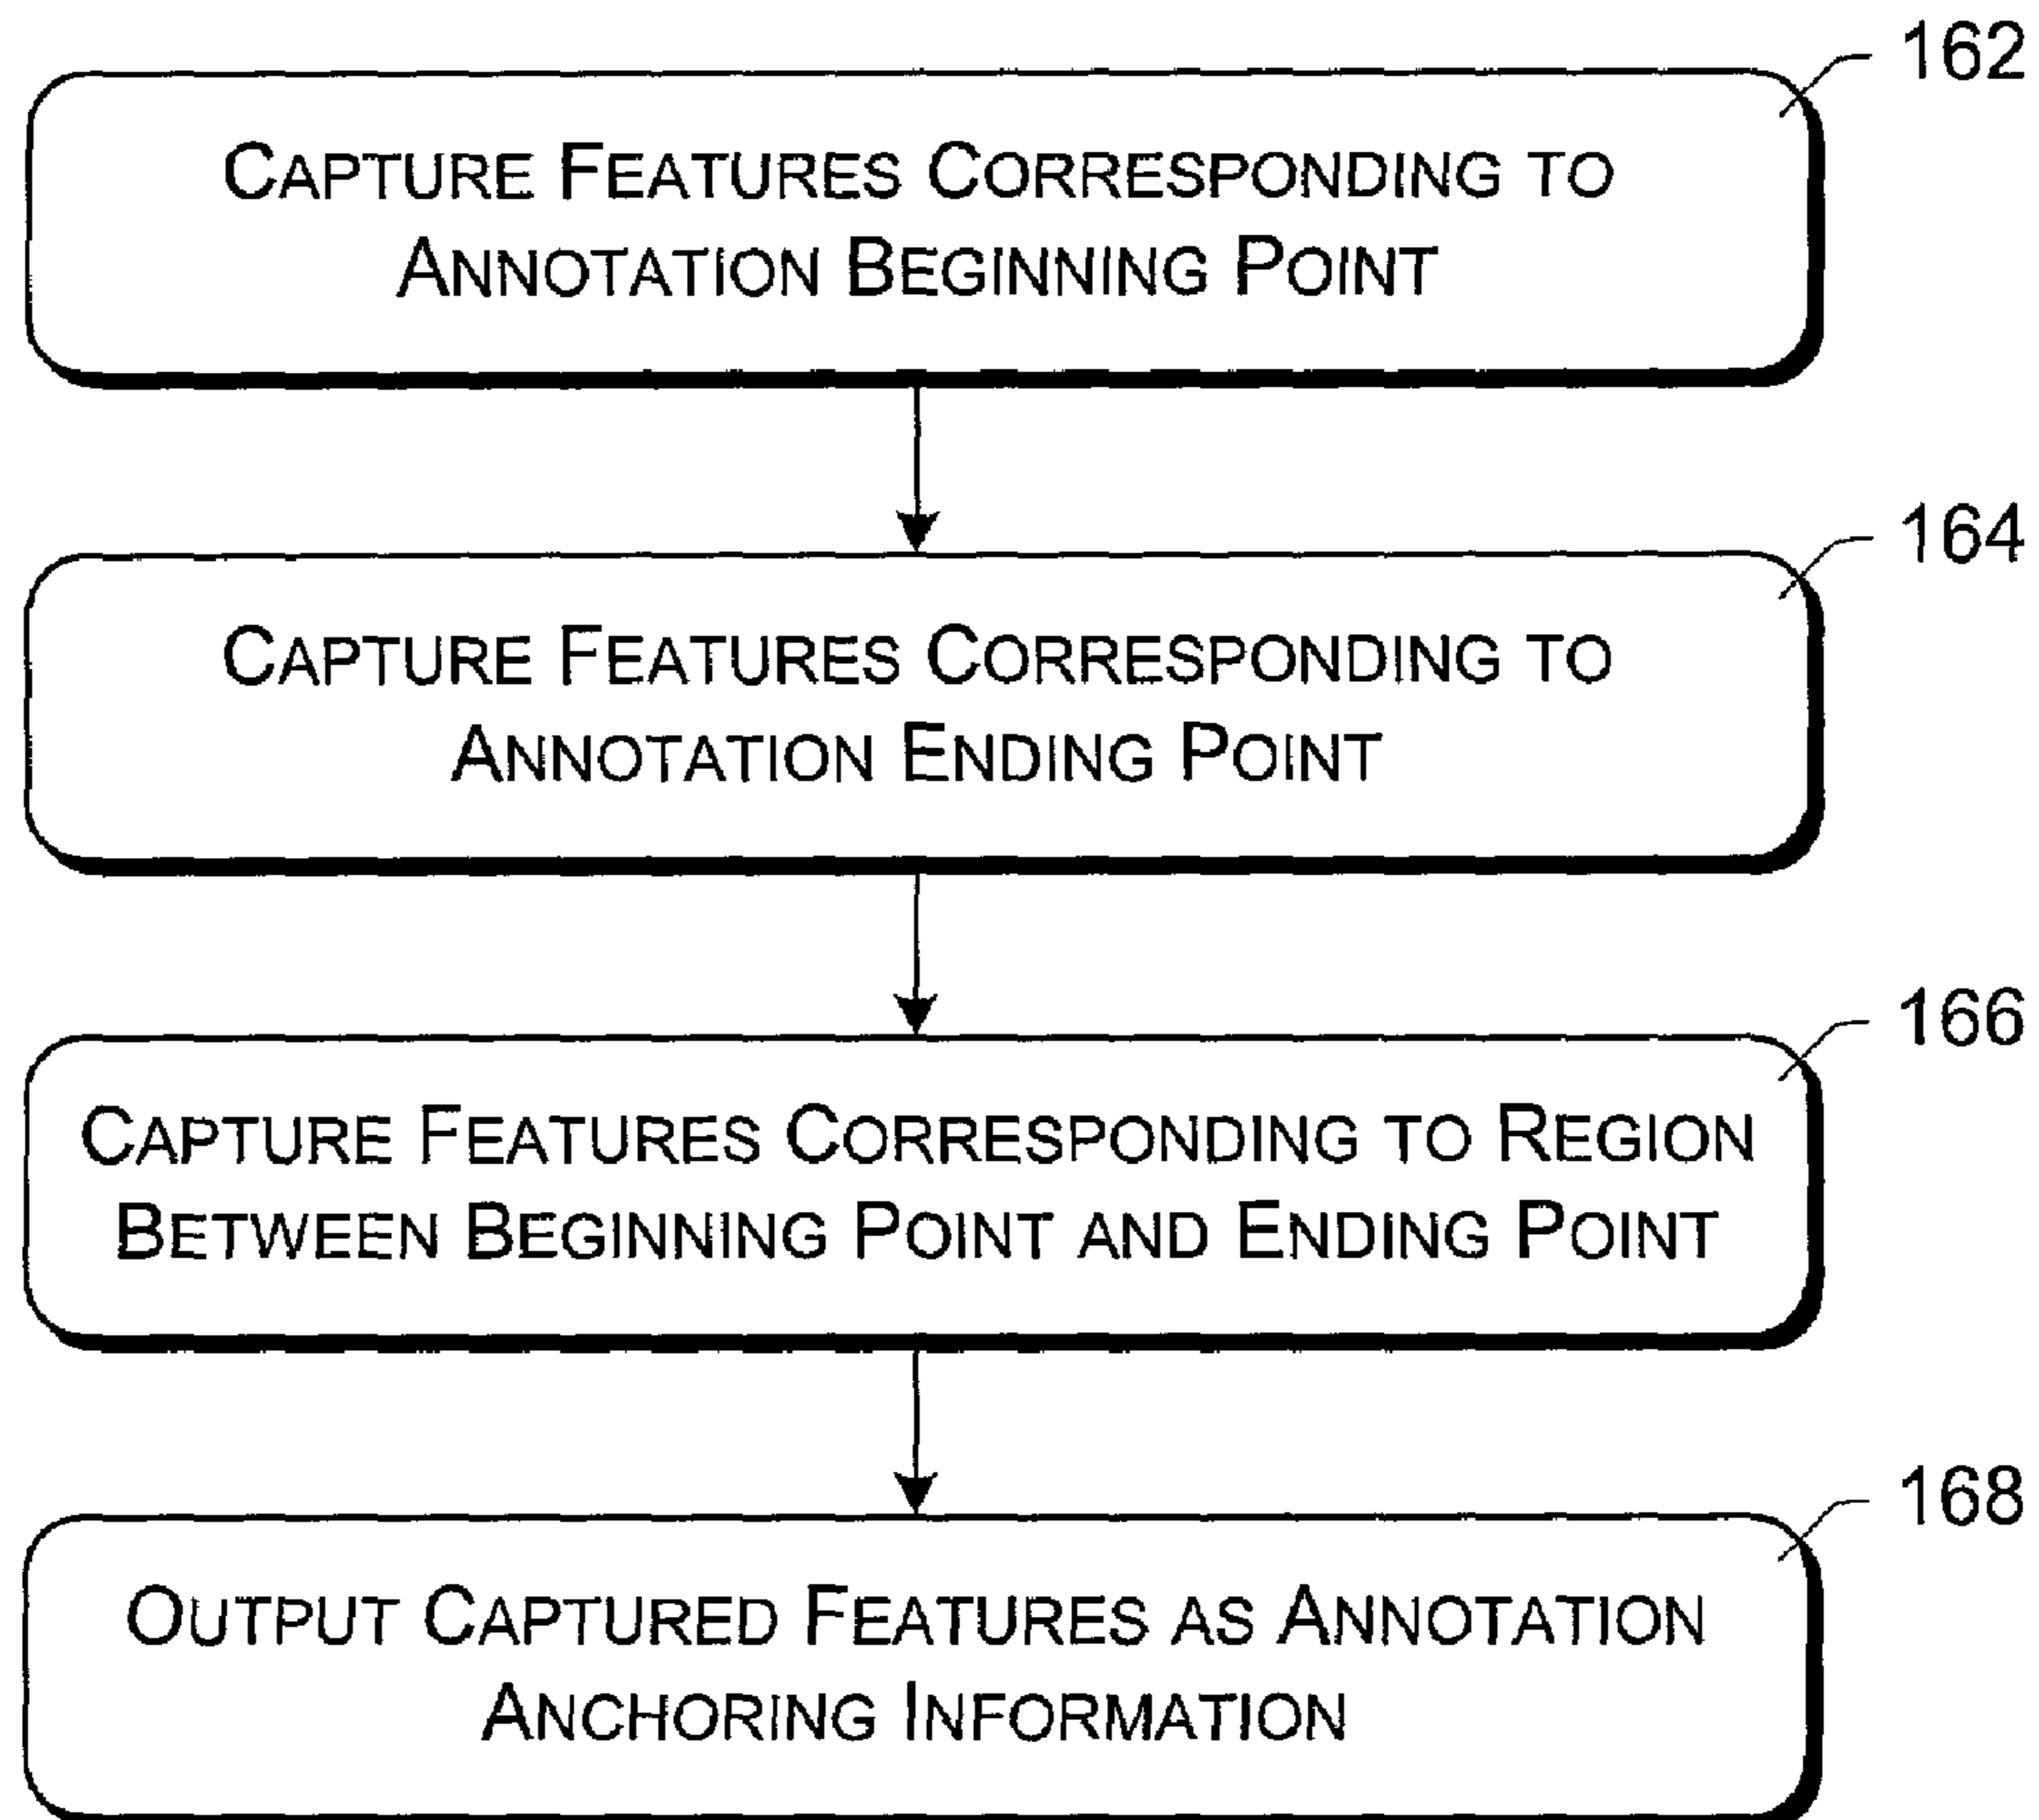 162
CAPTURE FEATURES CORRESPONDING TO
ANNOTATION BEGINNING POINT
164
CAPTURE FEATURES CORRESPONDING TO
ANNOTATION ENDING POINT
166
CAPTURE FEATURES CORRESPONDING TO REGION
BETWEEN BEGINNING POINT AND ENDING POINT
168
OUTPUT CAPTURED FEATURES AS ANNOTATION
ANCHORING INFORMATION